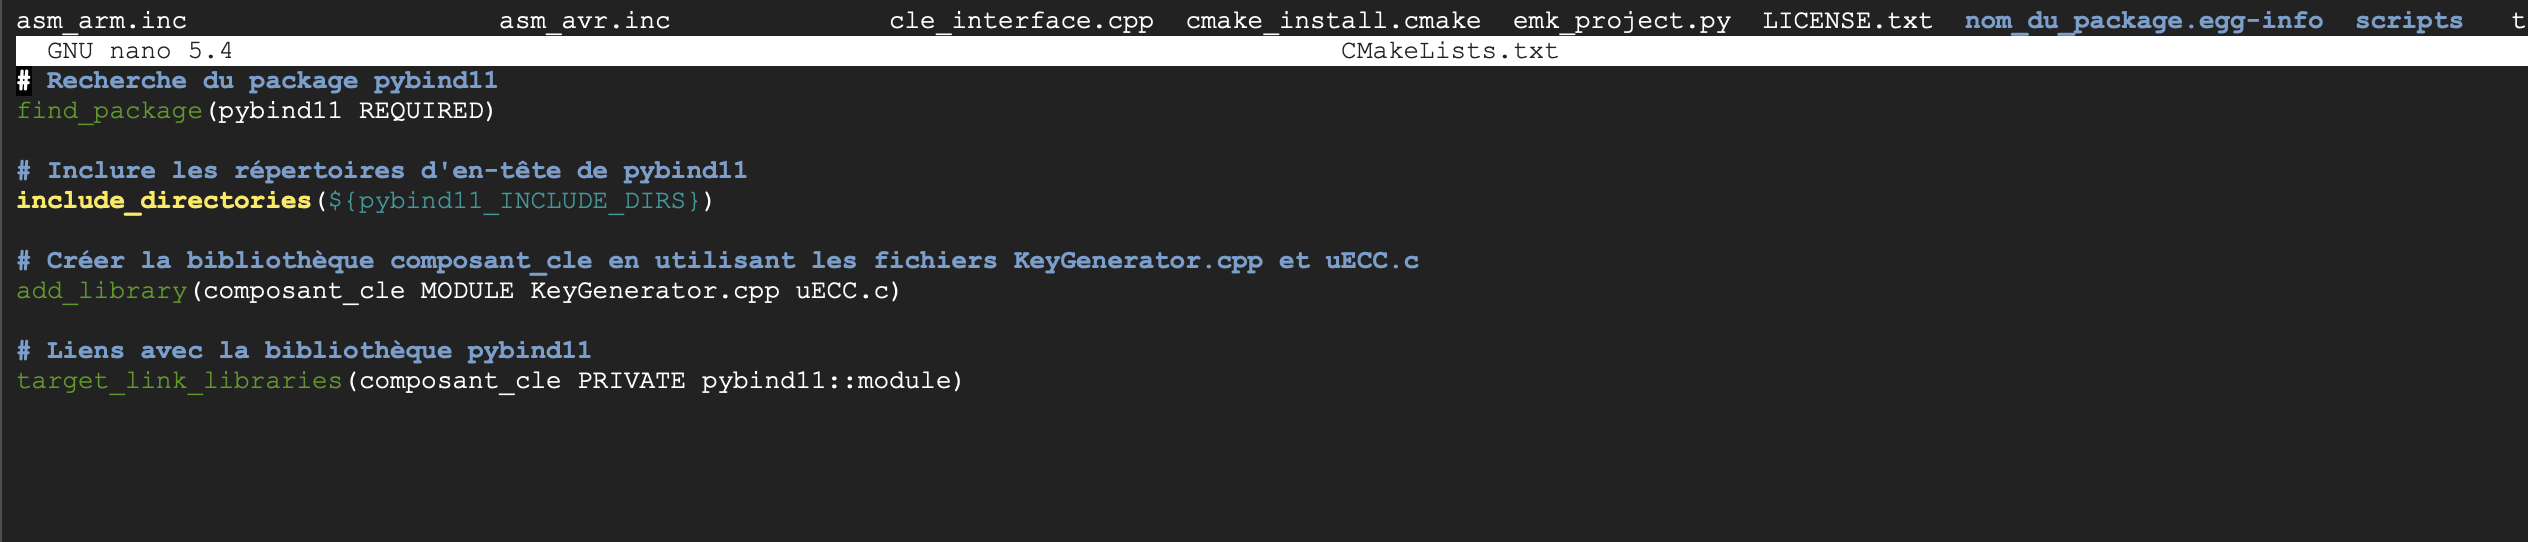 asm_arm.inc asm_avr.inc cle_interface.cpp cmake_install.cmake emk_project.py LICENSE.txt nom_du_package.egg-info scripts t
GNU nano 5.4 CMakeLists.txt
# Recherche du package pybind11
find_package(pybind11 REQUIRED)
# Inclure les répertoires d'en-tête de pybind11
include_directories(${pybind11_INCLUDE_DIRS})
# Créer la bibliothèque composant_cle en utilisant les fichiers KeyGenerator.cpp et uECC.c
add_library(composant_cle MODULE KeyGenerator.cpp uECC.c)
# Liens avec la bibliothèque pybind11
target_link_libraries(composant_cle PRIVATE pybind11::module)